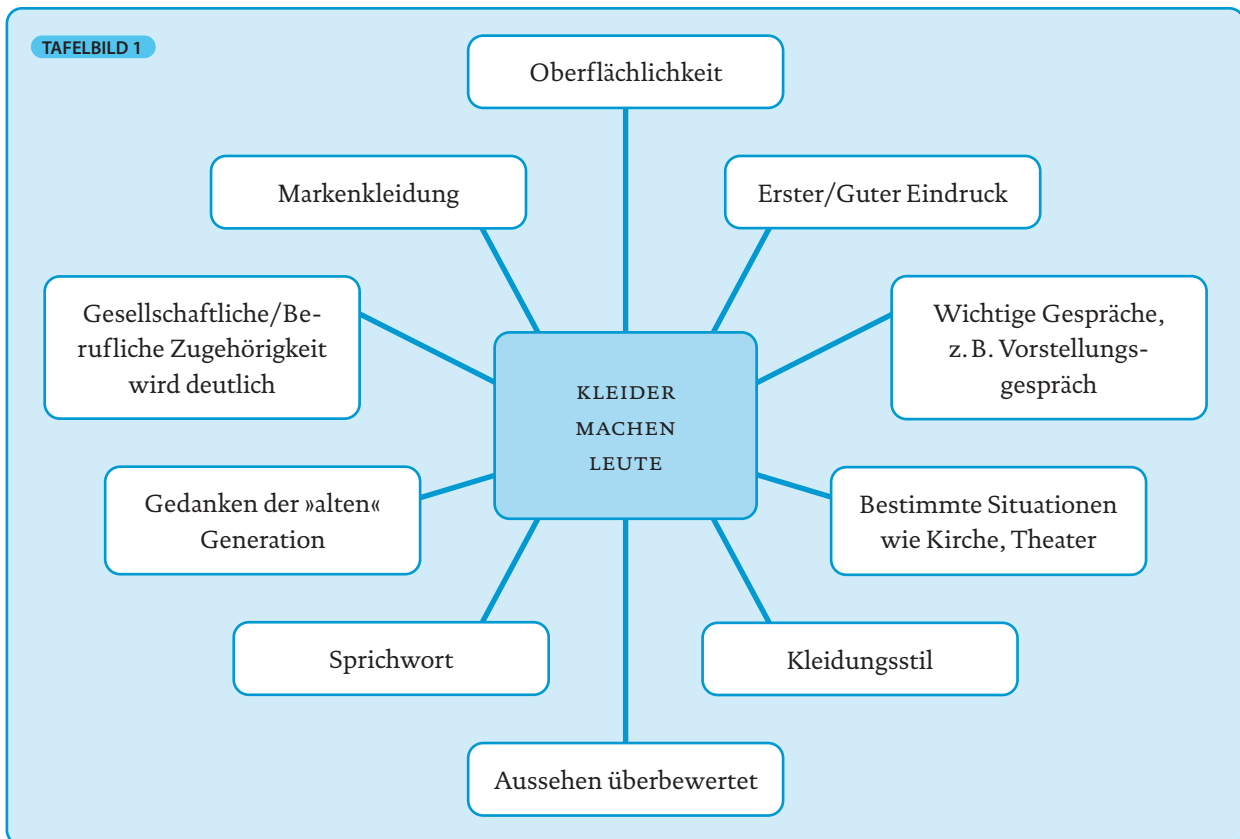 TAFELBILD 1
Oberflächlichkeit
Markenkleidung
Erster/Guter Eindruck
Gesellschaftliche/Be-
rufliche Zugehörigkeit
wird deutlich
Wichtige Gespräche,
z. B. Vorstellungs-
gespräch
KLEIDER
MACHEN
LEUTE
Gedanken der »alten«
Generation
Bestimmte Situationen
wie Kirche, Theater
Sprichwort
Kleidungsstil
Aussehen überbewertet